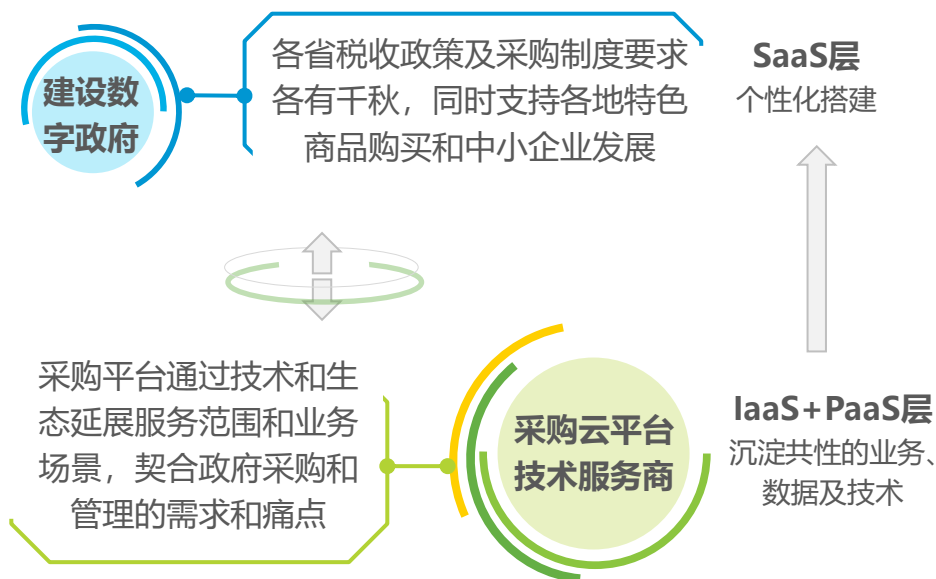 建设数
字政府
各省税收政策及采购制度要求
各有千秋，同时支持各地特色
商品购买和中小企业发展
SaaS层
个性化搭建
采购平台通过技术和生
态延展服务范围和业务
场景，契合政府采购和
管理的需求和痛点
采购云平台
技术服务商
IaaS+PaaS层
沉淀共性的业务、
数据及技术